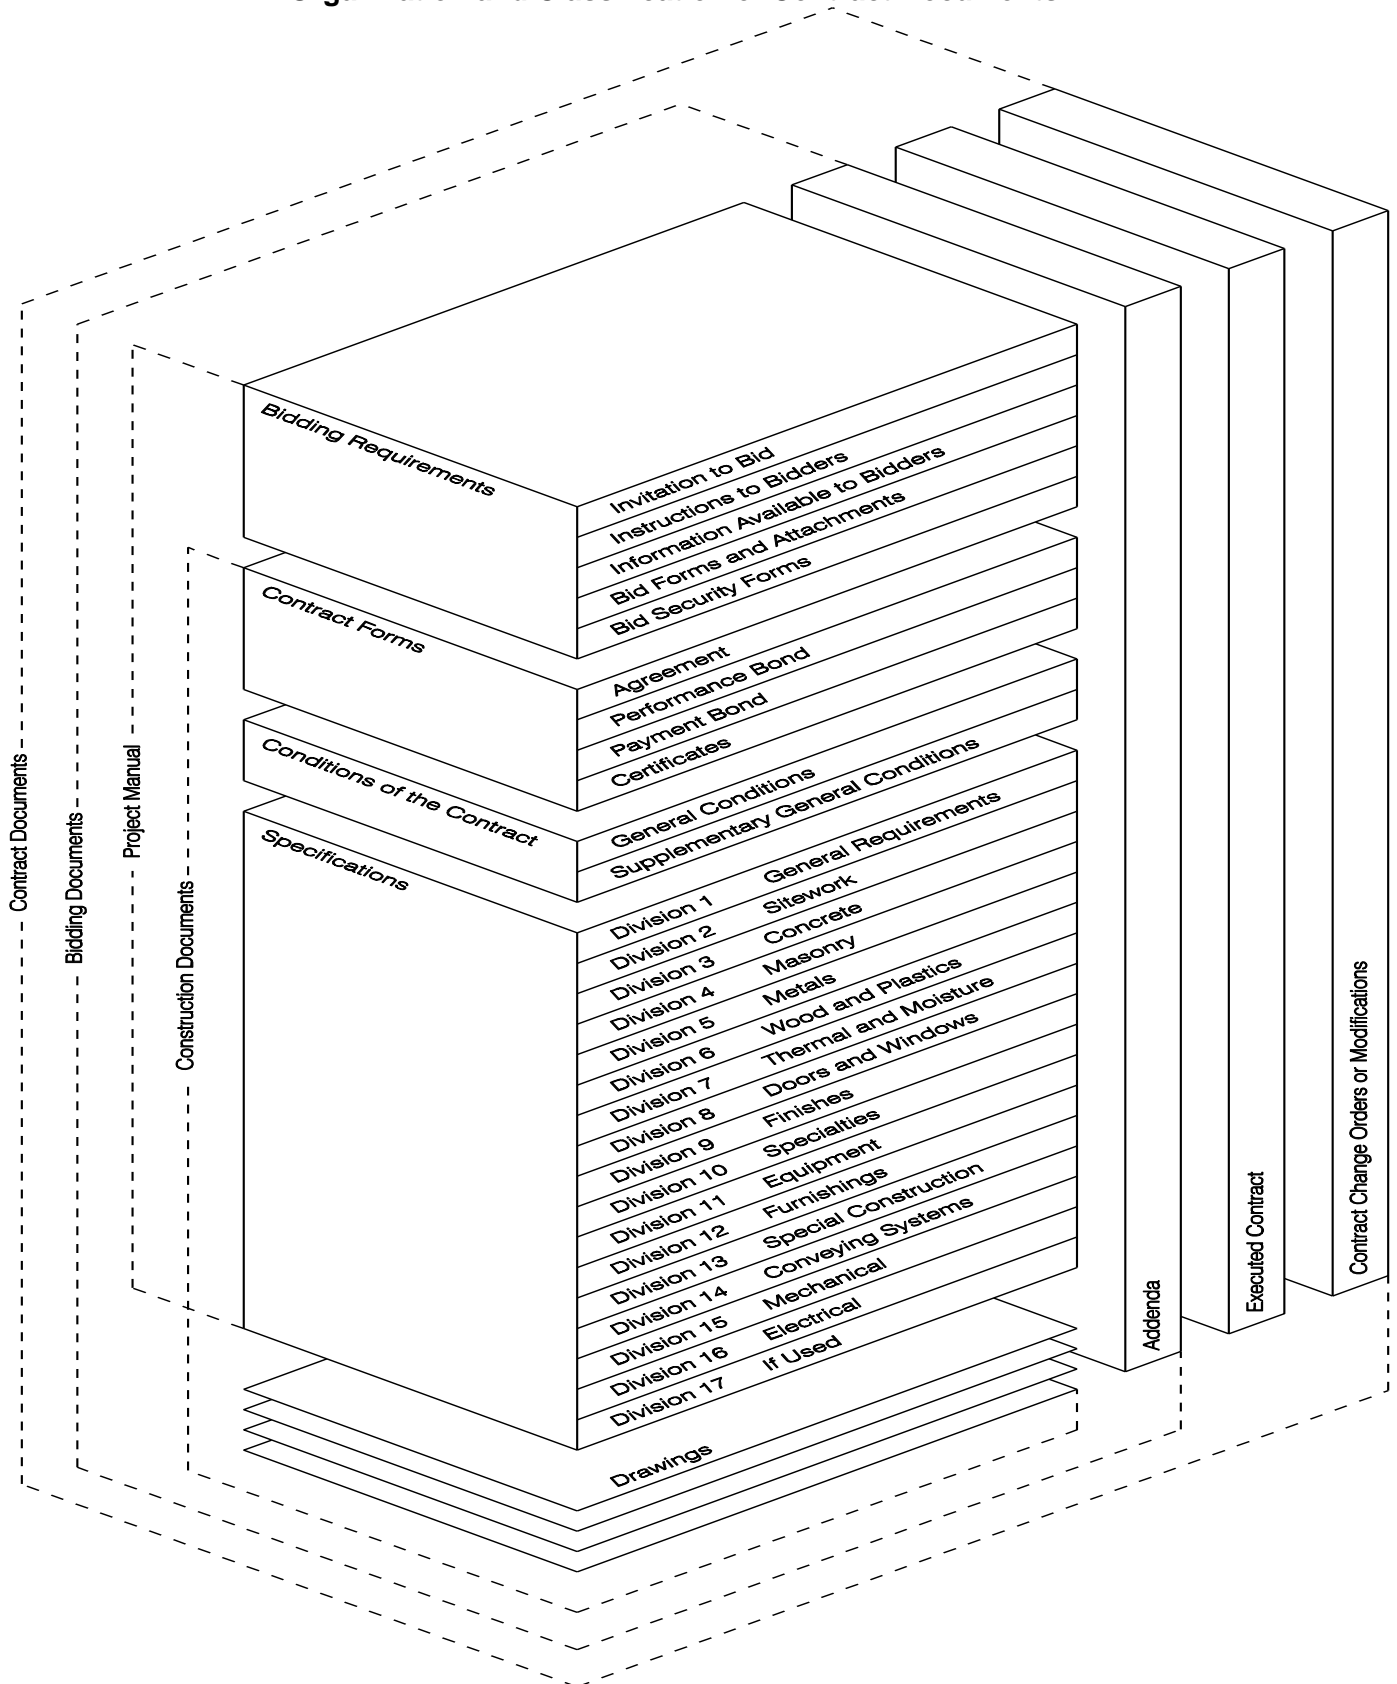 Contract Documents
Bidding Documents
Project Manual
Construction Documents
Bidding Requirements
Invitation to Bid
Instructions to Bidders
Information Available to Bidders
Bid Forms and Attachments
Bid Security Forms
Contract Forms
Agreement
Performance Bond
Payment Bond
Certificates
Conditions of the Contract
General Conditions
Supplementary General Conditions
Specifications
Division 1 General Requirements
Division 2 Sitework
Division 3 Concrete
Division 4 Masonry
Division 5 Metals
Division 6 Wood and Plastics
Division 7 Thermal and Moisture
Division 8 Doors and Windows
Division 9 Finishes
Division 10 Specialties
Division 11 Equipment
Division 12 Furnishings
Division 13 Special Construction
Division 14 Conveying Systems
Division 15 Mechanical
Division 16 Electrical
Division 17 If Used
Drawings
Addenda
Executed Contract
Contract Change Orders or Modifications